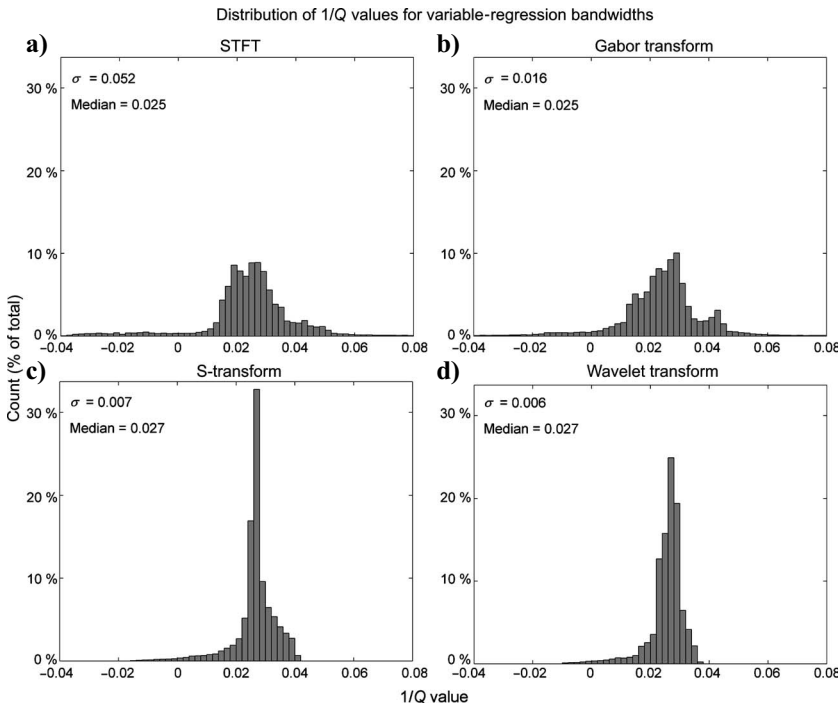 Distribution of 1/Q values for variable-regression bandwidths
a) STFT
σ = 0.052
Median = 0.025
30 %
20 %
10 %
0 %
−0.04 −0.02 0 0.02 0.04 0.06 0.08
b) Gabor transform
σ = 0.016
Median = 0.025
30 %
20 %
10 %
0 %
−0.04 −0.02 0 0.02 0.04 0.06 0.08
Count (% of total)
c) S-transform
σ = 0.007
Median = 0.027
30 %
20 %
10 %
0 %
−0.04 −0.02 0 0.02 0.04 0.06 0.08
d) Wavelet transform
σ = 0.006
Median = 0.027
30 %
20 %
10 %
0 %
−0.04 −0.02 0 0.02 0.04 0.06 0.08
1/Q value